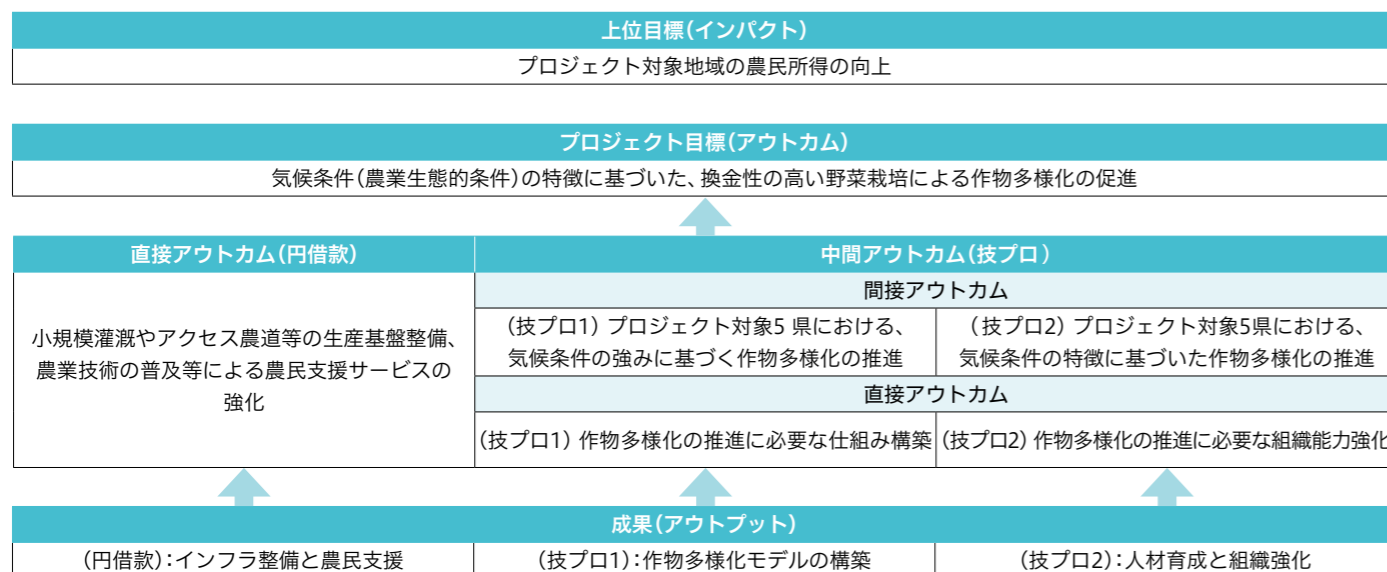 上位目標(インパクト)
プロジェクト対象地域の農民所得の向上
プロジェクト目標(アウトカム)
気候条件(農業生態的条件)の特徴に基づいた、換金性の高い野菜栽培による作物多様化の促進
直接アウトカム(円借款)
小規模灌漑やアクセス農道等の生産基盤整備、
農業技術の普及等による農民支援サービスの
強化
中間アウトカム(技プロ)
間接アウトカム
(技プロ1) プロジェクト対象5 県における、
気候条件の強みに基づく作物多様化の推進
(技プロ2) プロジェクト対象5県における、
気候条件の特徴に基づいた作物多様化の推進
直接アウトカム
(技プロ1) 作物多様化の推進に必要な仕組み構築
(技プロ2) 作物多様化の推進に必要な組織能力強化
成果(アウトプット)
(円借款):インフラ整備と農民支援
(技プロ1):作物多様化モデルの構築
(技プロ2):人材育成と組織強化